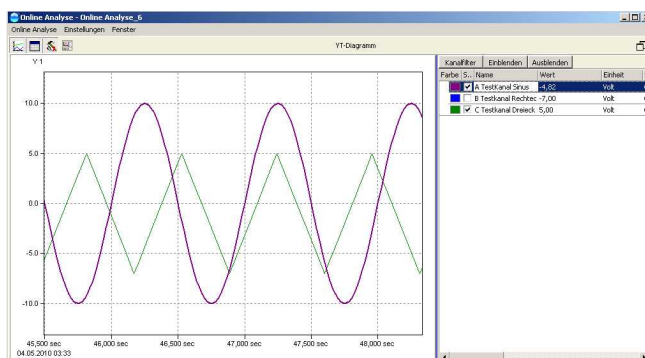 Online Analyse - Online Analyse_6
Online Analyse Einstellungen Fenster
YT-Diagramm
Kanalfilter Einblenden Ausblenden
Farbe S.. Name Wert Einheit
A TestKanal Sinus -4,82 Volt
B Testkanal Rechtec -7,00 Volt
C Testkanal Dreieck 5,00 Volt
Y 1
10.0
5.0
0.0
-5.0
-10.0
45,500 sec 46,000 sec 46,500 sec 47,000 sec 47,500 sec 48,000 sec
04.05.2010 03:33